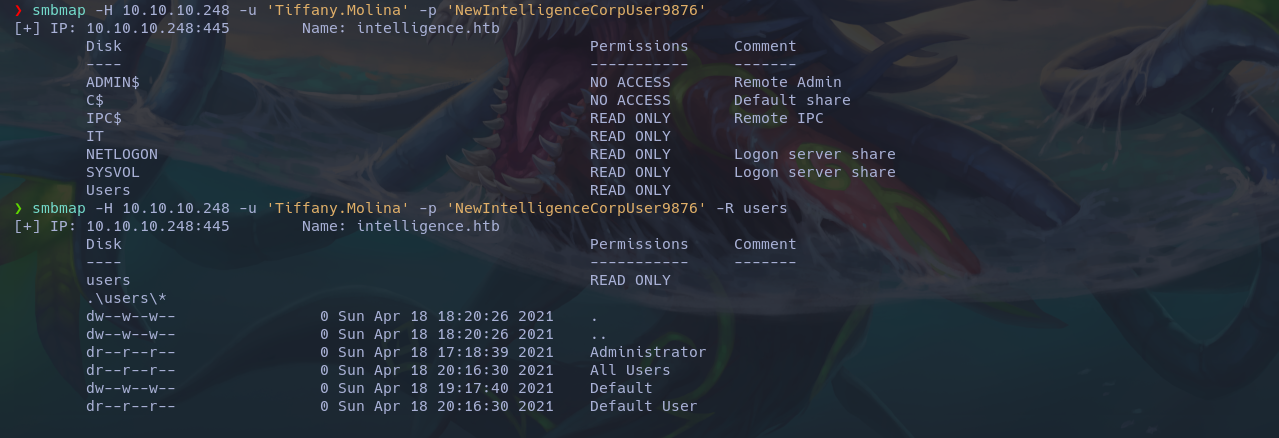 ❯ smbmap -H 10.10.10.248 -u 'Tiffany.Molina' -p 'NewIntelligenceCorpUser9876'
[+] IP: 10.10.10.248:445 Name: intelligence.htb
Disk Permissions Comment
---- ----------- -------
ADMIN$ NO ACCESS Remote Admin
C$ NO ACCESS Default share
IPC$ READ ONLY Remote IPC
IT READ ONLY
NETLOGON READ ONLY Logon server share
SYSVOL READ ONLY Logon server share
Users READ ONLY
❯ smbmap -H 10.10.10.248 -u 'Tiffany.Molina' -p 'NewIntelligenceCorpUser9876' -R users
[+] IP: 10.10.10.248:445 Name: intelligence.htb
Disk Permissions Comment
---- ----------- -------
users READ ONLY
.\users\*
dw--w--w-- 0 Sun Apr 18 18:20:26 2021 .
dw--w--w-- 0 Sun Apr 18 18:20:26 2021 ..
dr--r--r-- 0 Sun Apr 18 17:18:39 2021 Administrator
dr--r--r-- 0 Sun Apr 18 20:16:30 2021 All Users
dw--w--w-- 0 Sun Apr 18 19:17:40 2021 Default
dr--r--r-- 0 Sun Apr 18 20:16:30 2021 Default User